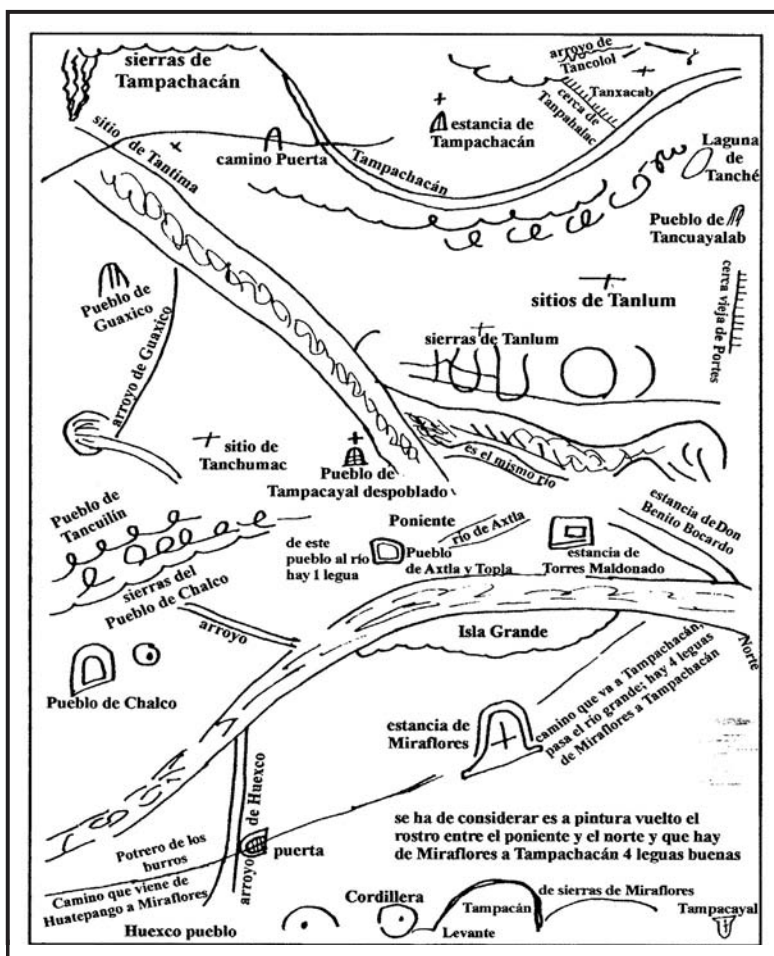 sierras de
Tampachacán
arroyo de
Tancolol
Tanxacab
cerca de
Tanpahalac
estancia de
Tampachacán
sitio de Tantima
camino Puerta
Tampachacán
Laguna
de
Tanché
Pueblo de
Tancuayalab
Pueblo de
Guaxico
sitios de Tanlum
cerca vieja de Portes
arroyo de Guaxico
sierras de Tanlum
sitio de
Tanchumac
Pueblo de
Tampacayal despoblado
es el mismo río
Pueblo de
Tancuilín
Poniente
río de Axtla
estancia de Don
Benito Bocardo
de este
pueblo al río
hay 1 legua
Pueblo
de Axtla y Topla
estancia de
Torres Maldonado
sierras del
Pueblo de Chalco
arroyo
Isla Grande
Norte
Pueblo de Chalco
estancia de
Miraflores
camino que va a Tampachacán,
pasa el río grande; hay 4 leguas
de Miraflores a Tampachacán
arroyo de Huexco
se ha de considerar es a pintura vuelto el
rostro entre el poniente y el norte y que hay
de Miraflores a Tampachacán 4 leguas buenas
Potrero de los
burros
puerta
Camino que viene de
Huatepango a Miraflores
Huexco pueblo
Cordillera
Tampacán
Levante
de sierras de Miraflores
Tampacayal